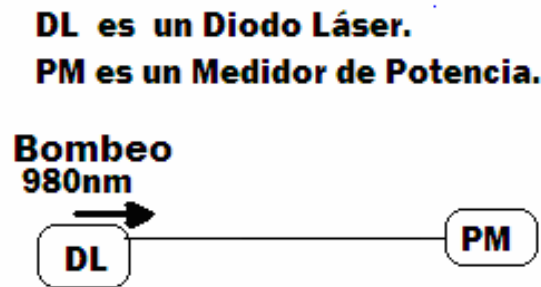 DL es un Diodo Láser.
PM es un Medidor de Potencia.
Bombeo
980nm
DL
PM